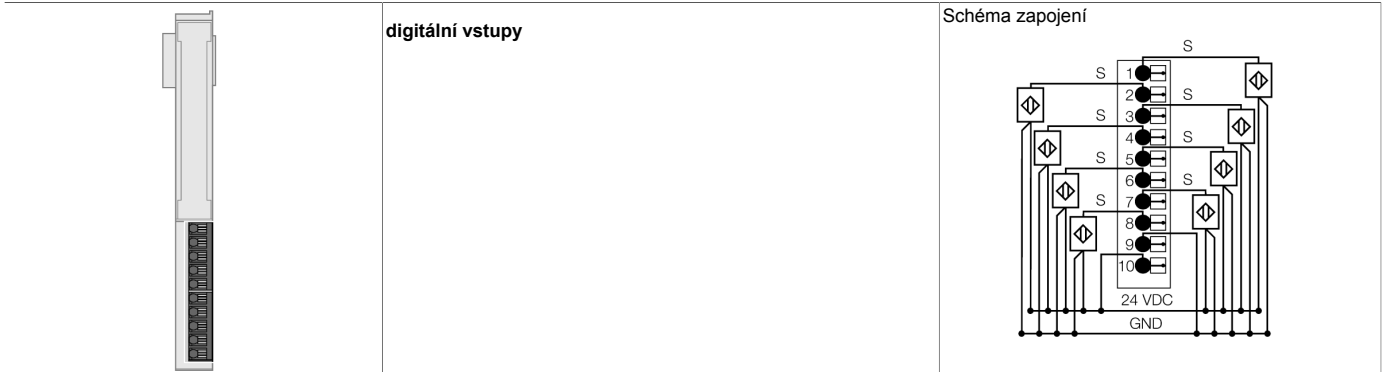 digitální vstupy
Schéma zapojení
S
S 1
2 S
S 3
4 S
S 5
6 S
S 7
8
9
10
24 VDC
GND